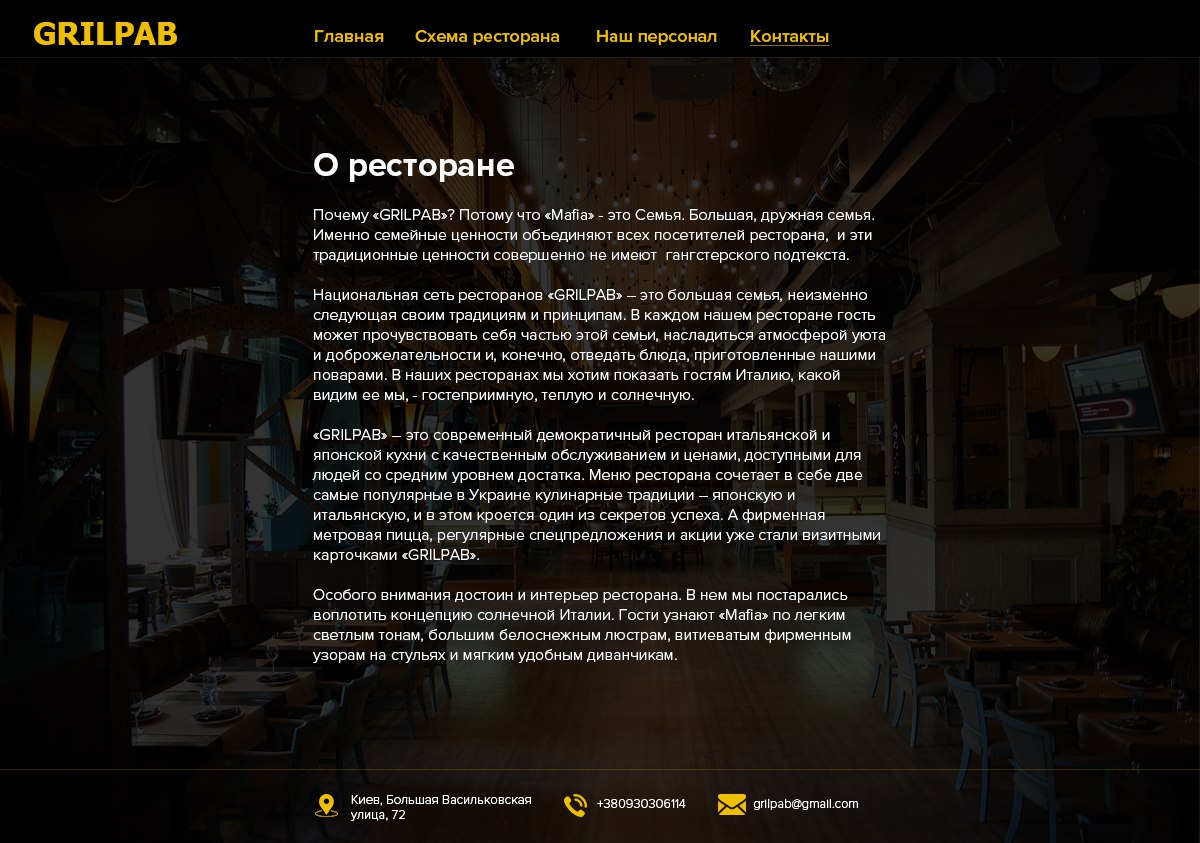 GRILPAB
Главная Схема ресторана Наш персонал Контакты
О ресторане
Почему «GRILPAB»? Потому что «Mafia» - это Семья. Большая, дружная семья.
Именно семейные ценности объединяют всех посетителей ресторана,  и эти
традиционные ценности совершенно не имеют  гангстерского подтекста.
Национальная сеть ресторанов «GRILPAB» – это большая семья, неизменно
следующая своим традициям и принципам. В каждом нашем ресторане гость
может прочувствовать себя частью этой семьи, насладиться атмосферой уюта
и доброжелательности и, конечно, отведать блюда, приготовленные нашими
поварами. В наших ресторанах мы хотим показать гостям Италию, какой
видим ее мы, - гостеприимную, теплую и солнечную.
«GRILPAB» – это современный демократичный ресторан итальянской и
японской кухни с качественным обслуживанием и ценами, доступными для
людей со средним уровнем достатка. Меню ресторана сочетает в себе две
самые популярные в Украине кулинарные традиции – японскую и
итальянскую, и в этом кроется один из секретов успеха. А фирменная
метровая пицца, регулярные спецпредложения и акции уже стали визитными
карточками «GRILPAB».
Особого внимания достоин и интерьер ресторана. В нем мы постарались
воплотить концепцию солнечной Италии. Гости узнают «Mafia» по легким
светлым тонам, большим белоснежным люстрам, витиеватым фирменным
узорам на стульях и мягким удобным диванчикам.
Киев, Большая Васильковская
улица, 72
+380930306114
grilpab@gmail.com